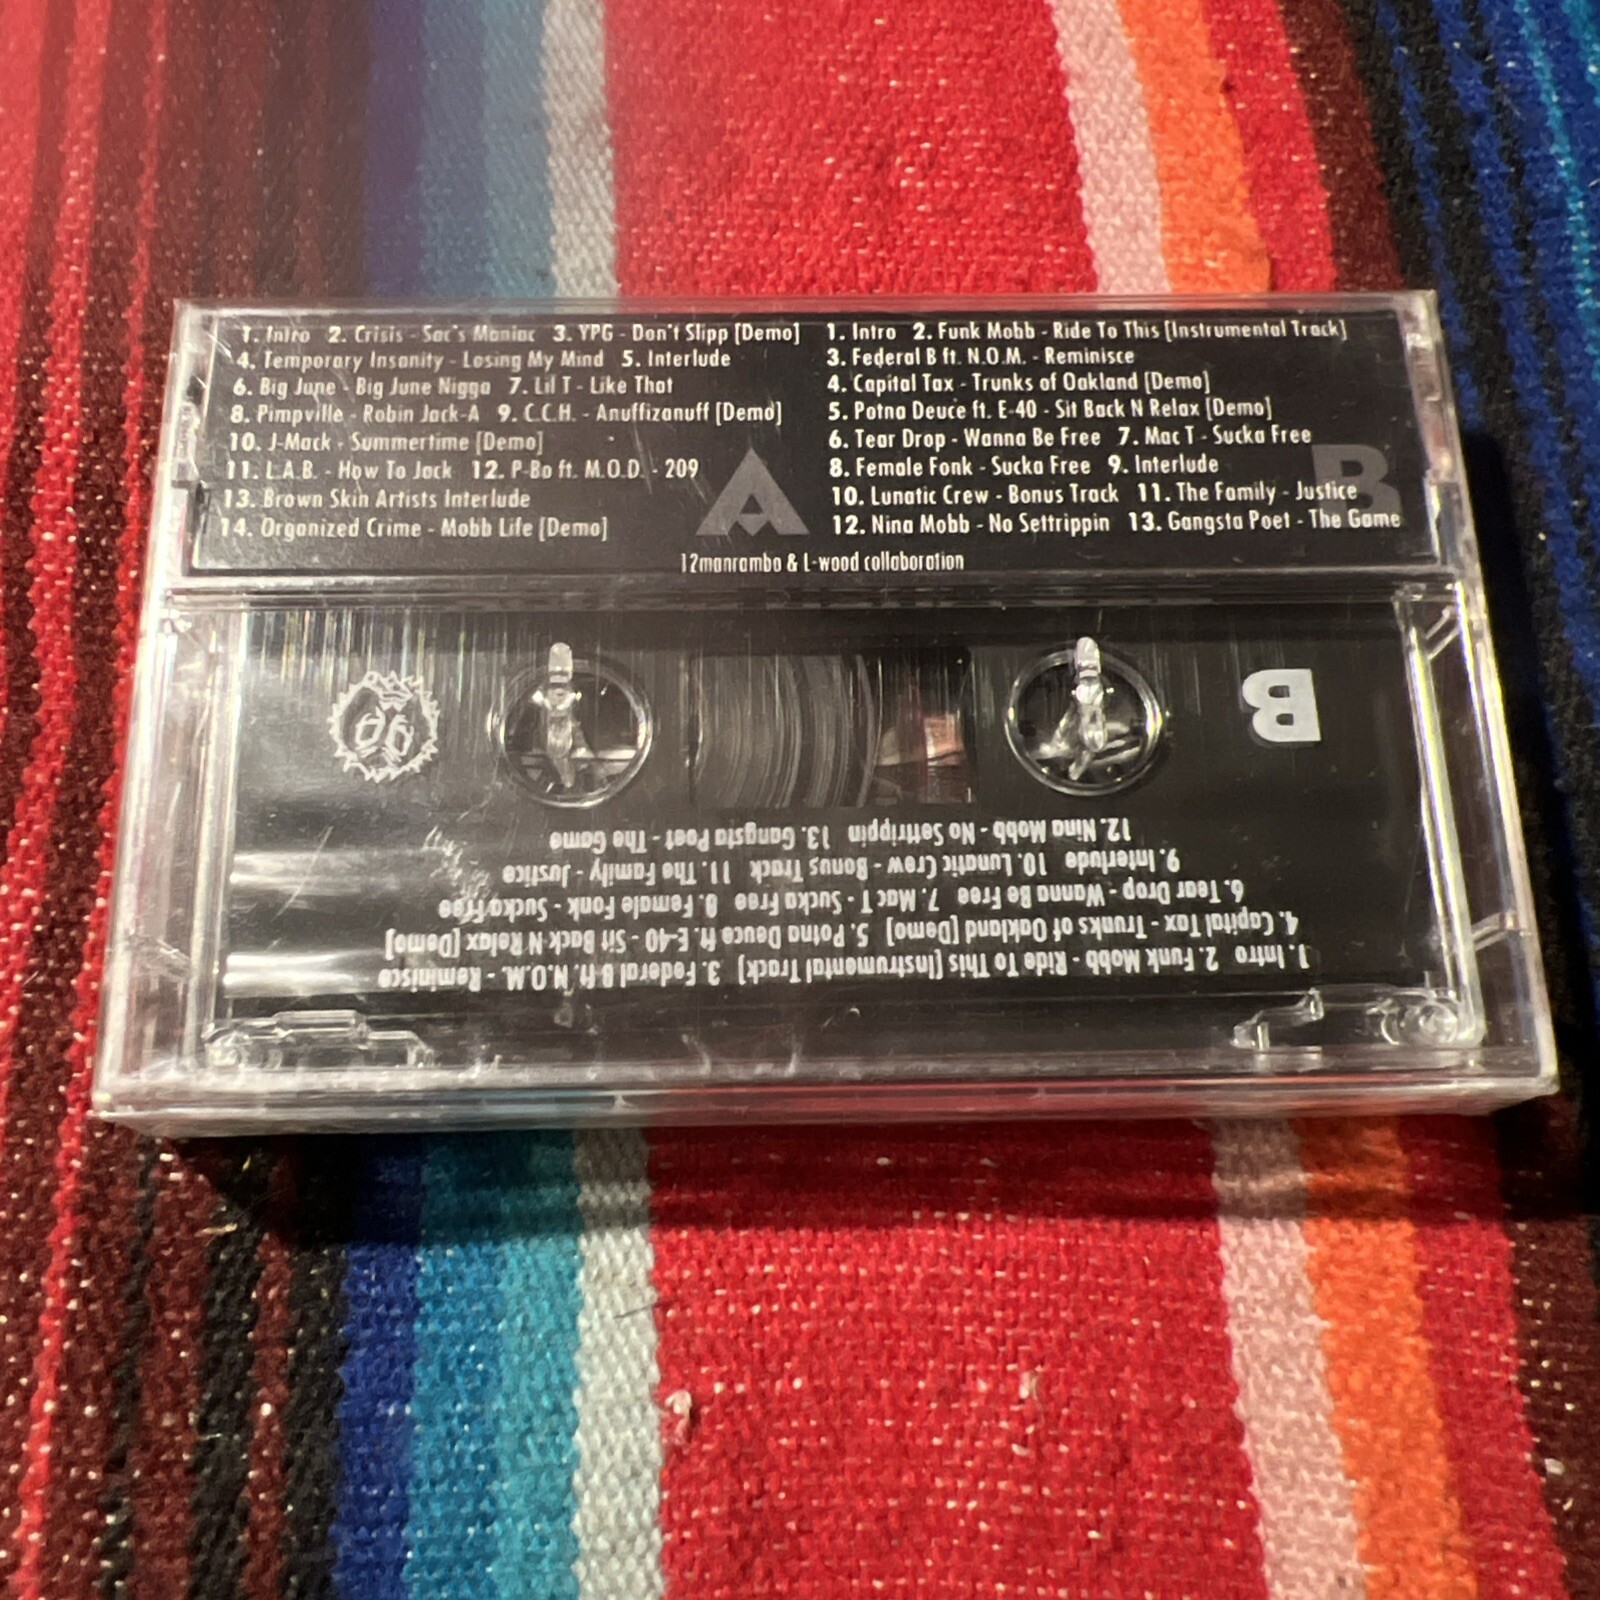 1. Intro 2. Crisis - Sac's Maniac 3. YPG - Don't Slipp [Demo]
4. Temporary Insanity - Losing My Mind 5. Interlude
6. Big June - Big June Nigga 7. Lil T - Like That
8. Pimpville - Robin Jack-A 9. C.C.H. - Anuffizanuff [Demo]
10. J-Mack - Summertime [Demo]
11. L.A.B. - How To Jack 12. P-Bo ft. M.O.D. - 209
13. Brown Skin Artists Interlude
14. Organized Crime - Mobb Life [Demo]
A
1. Intro 2. Funk Mobb - Ride To This [Instrumental Track]
3. Federal B ft. N.O.M. - Reminisce
4. Capital Tax - Trunks of Oakland [Demo]
5. Potna Deuce ft. E-40 - Sit Back N Relax [Demo]
6. Tear Drop - Wanna Be Free 7. Mac T - Sucka Free
8. Female Fonk - Sucka Free 9. Interlude
10. Lunatic Crew - Bonus Track 11. The Family - Justice
12. Nina Mobb - No Settrippin 13. Gangsta Poet - The Game
B
12manrambo & L-wood collaboration
1. Intro 2. Funk Mobb - Ride To This [Instrumental Track] 3. Federal B ft. N.O.M. - Reminisce
4. Capital Tax - Trunks of Oakland [Demo] 5. Potna Deuce ft. E-40 - Sit Back N Relax [Demo]
6. Tear Drop - Wanna Be Free 7. Mac T - Sucka Free 8. Female Fonk - Sucka Free
9. Interlude 10. Lunatic Crew - Bonus Track 11. The Family - Justice
12. Nina Mobb - No Settrippin 13. Gangsta Poet - The Game
B